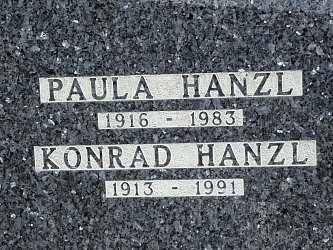 PAULA HANZL
1916 - 1983
KONRAD HANZL
1913 - 1991